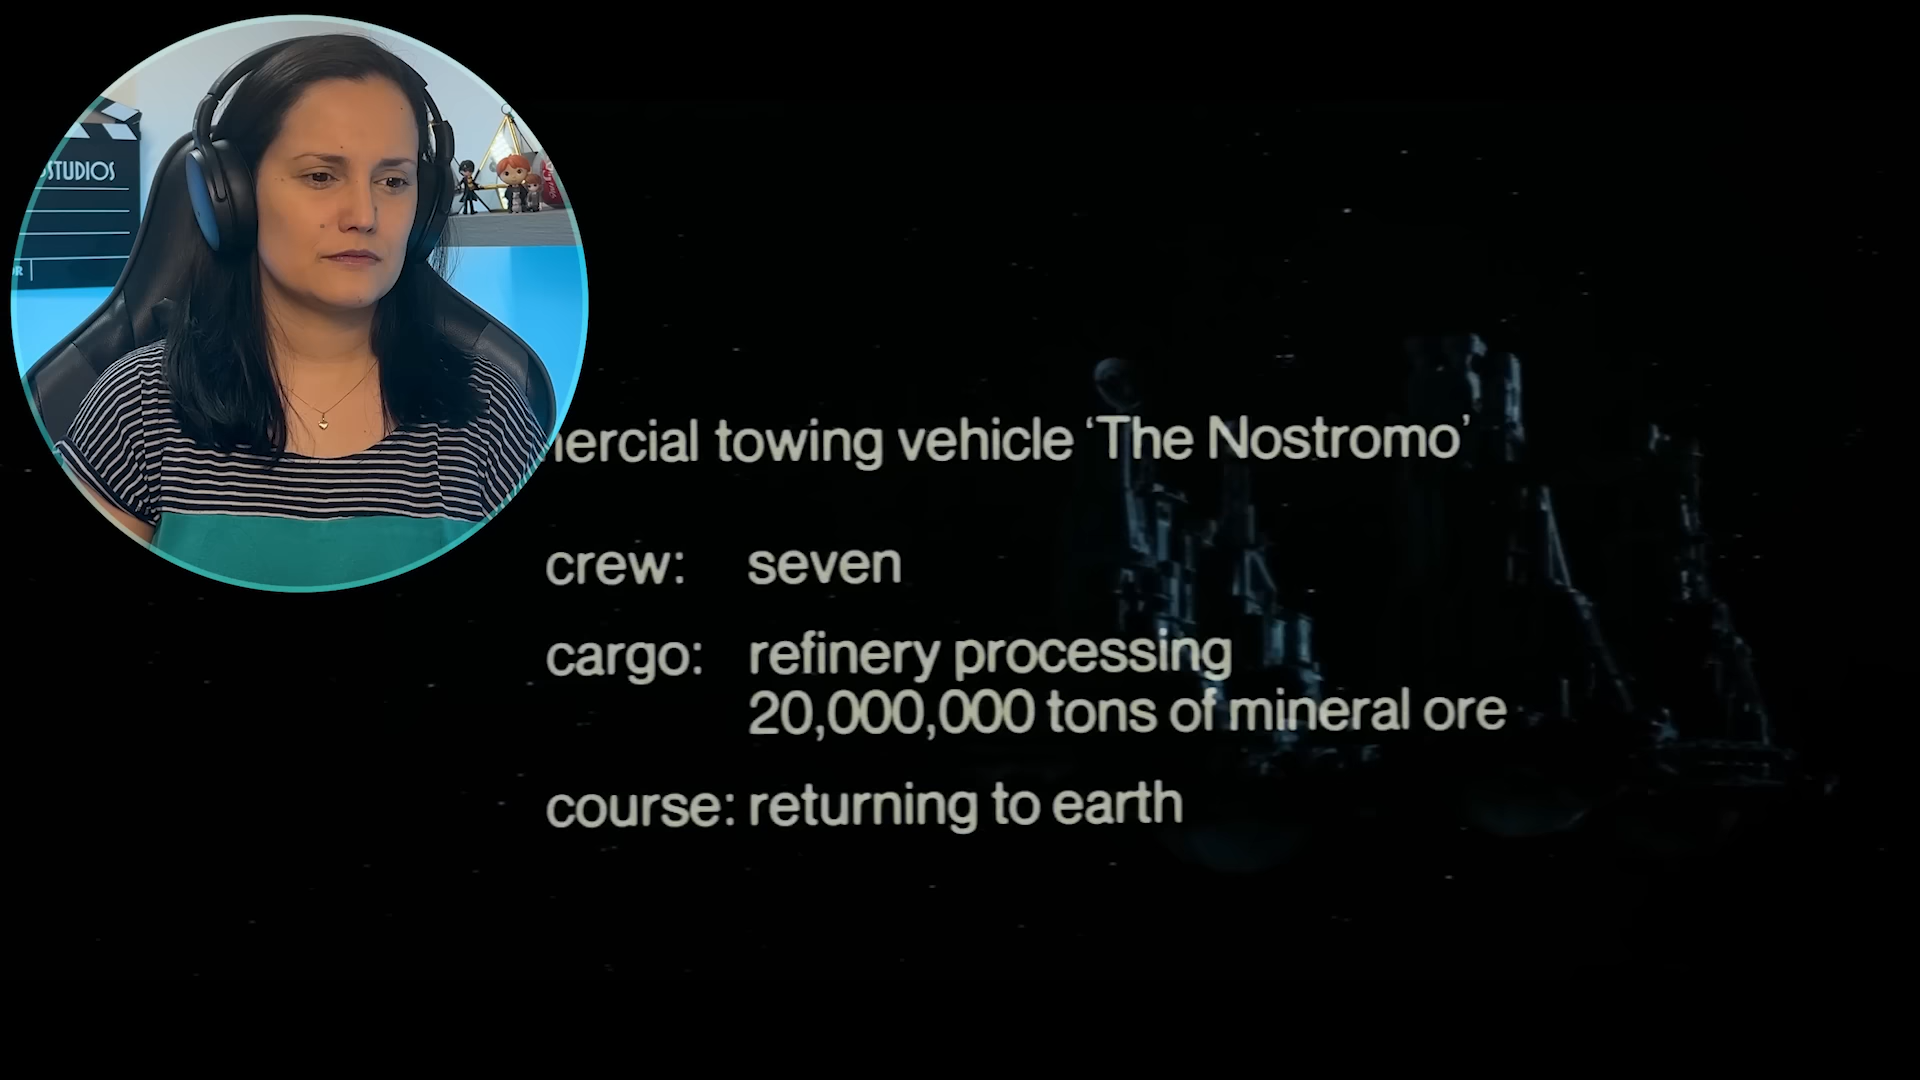 STUDIOS
mercial towing vehicle ‘The Nostromo’
crew: seven
cargo: refinery processing
20,000,000 tons of mineral ore
course: returning to earth